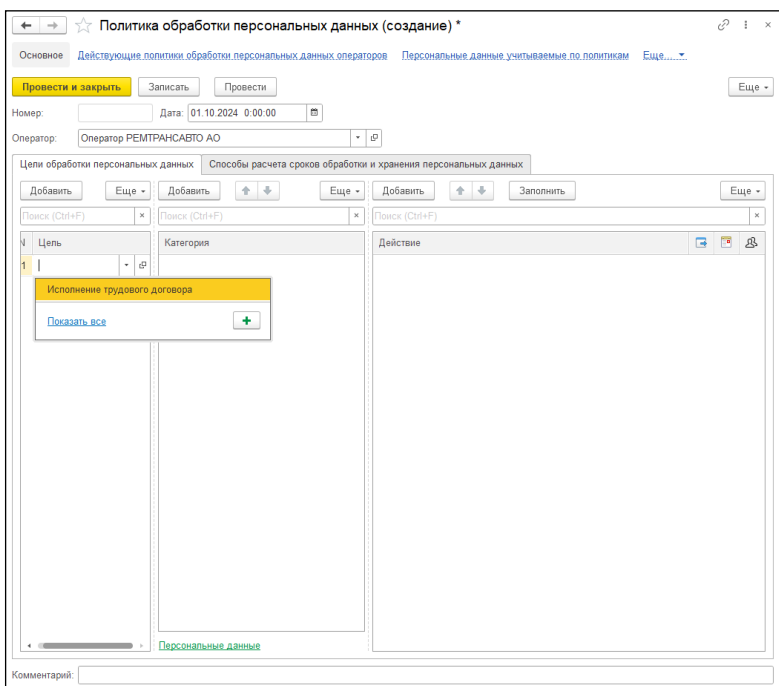 Политика обработки персональных данных (создание) *
Основное Действующие политики обработки персональных данных операторов Персональные данные учитываемые по политикам Еще...
Провести и закрыть Записать Провести Еще
Номер: Дата: 01.10.2024 0:00:00
Оператор: Оператор РЕМТРАНСАВТО АО
Цели обработки персональных данных Способы расчета сроков обработки и хранения персональных данных
Добавить Еще Добавить Еще Добавить Заполнить Еще
Поиск (Ctrl+F) × Поиск (Ctrl+F) × Поиск (Ctrl+F) ×
N Цель Категория Действие
1
Исполнение трудового договора
Показать все
Персональные данные
Комментарий: